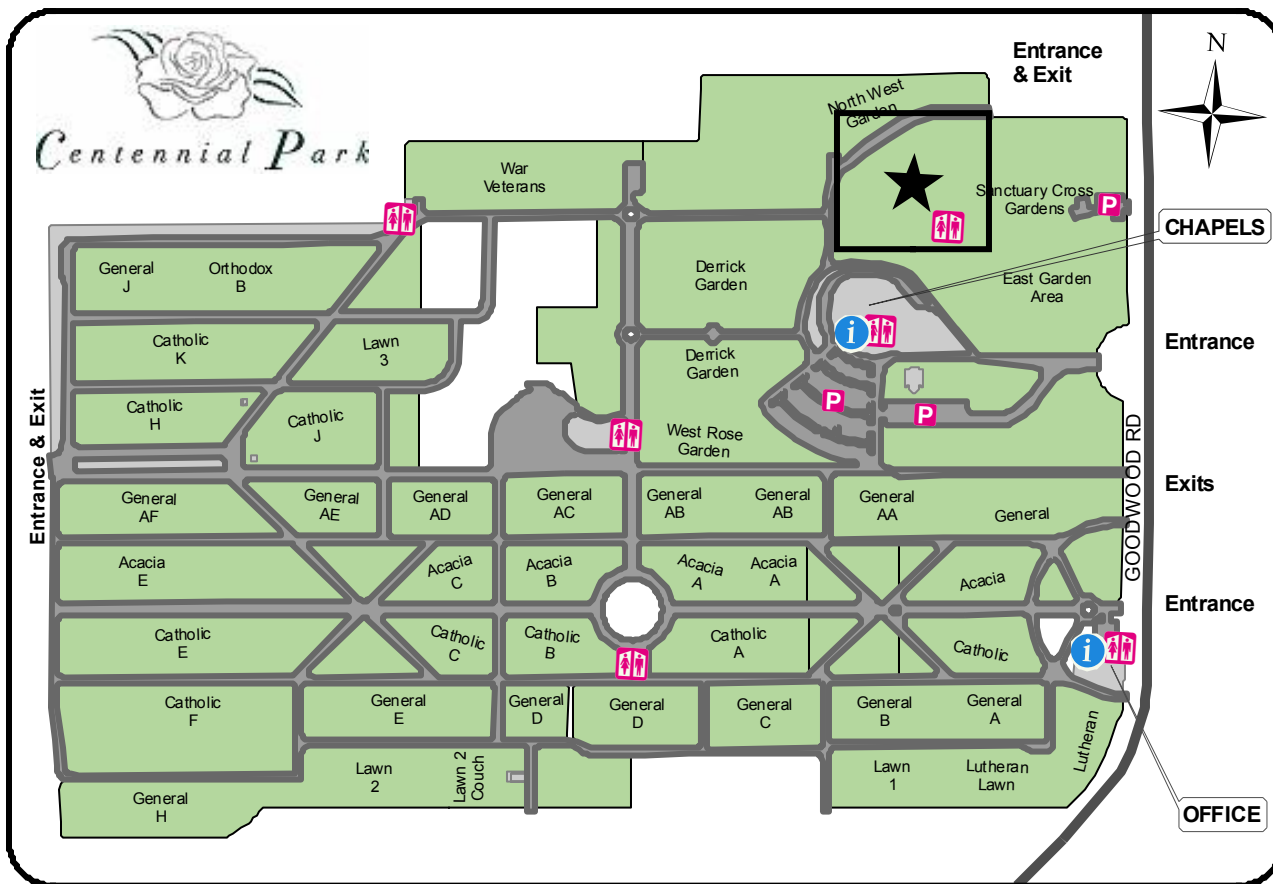 Centennial Park
Entrance
& Exit
N
North West
Garden
War
Veterans
Sanctuary Cross
Gardens
P
CHAPELS
General
J
Orthodox
B
Derrick
Garden
East Garden
Area
Catholic
K
Lawn
3
i
Entrance
Derrick
Garden
Catholic
H
Catholic
J
P
P
West Rose
Garden
Entrance & Exit
GOODWOOD RD
Exits
General
AF
General
AE
General
AD
General
AC
General
AB
General
AB
General
AA
General
Acacia
E
Acacia
C
Acacia
B
Acacia
A
Acacia
A
Acacia
Entrance
Catholic
E
Catholic
C
Catholic
B
Catholic
A
Catholic
i
Catholic
F
General
E
General
D
General
D
General
C
General
B
General
A
Lutheran
Lawn
2
Lawn 2
Couch
Lawn
1
Lutheran
Lawn
General
H
OFFICE